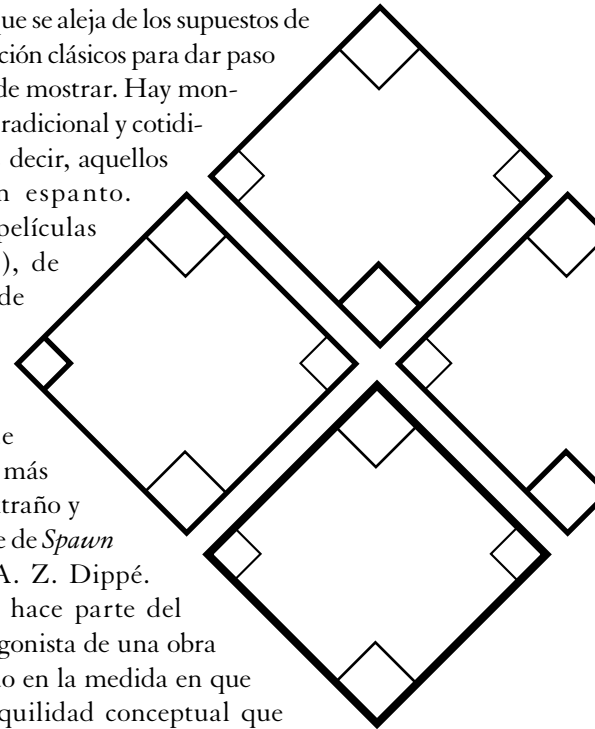 que se aleja de los supuestos de
ción clásicos para dar paso
de mostrar. Hay mon-
radicional y cotidi-
decir, aquellos
espanto.
películas
), de
de
más
traño y
e de Spawn
A. Z. Dippé.
hace parte del
gonista de una obra
o en la medida en que
quilidad conceptual que